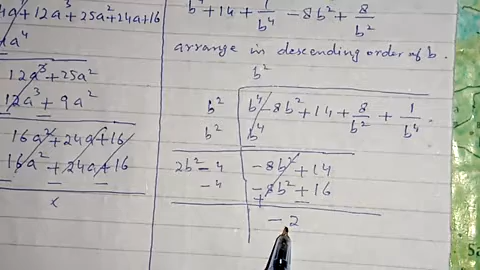 4a+12a³+25a²+24a+16
4a⁴
12a³+25a²
12a³+9a²
16a²+24a+16
16a²+24a+16
x
b⁴+14+1/b⁴-8b²+8/b²
arrange in descending order of b.
b²
b² b⁴-8b²+14+8/b²+1/b⁴.
b² b⁴
2b²-4 -8b²+14
-4 -8b²+16
+ -
-2